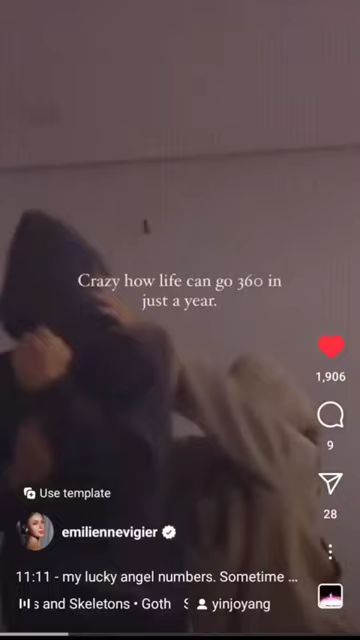 Crazy how life can go 360 in
just a year.
1,906
9
28
Use template
emiliennevigier
11:11 - my lucky angel numbers. Sometime ...
s and Skeletons • Goth
yinjoyang